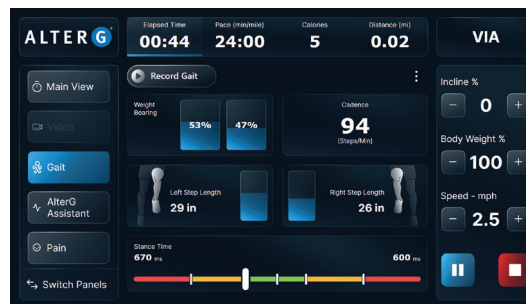 ALTERG
Elapsed Time
00:44
Pace (min/mile)
24:00
Calories
5
Distance (mi)
0.02
VIA
Main View
Video
Gait
AlterG
Assistant
Pain
Switch Panels
Record Gait
Weight
Bearing
53%
47%
Cadence
94
(Steps/Min)
Left Step Length
29 in
Right Step Length
26 in
Stance Time
670 ms
600 ms
Incline %
- 0 +
Body Weight %
- 100 +
Speed - mph
- 2.5 +